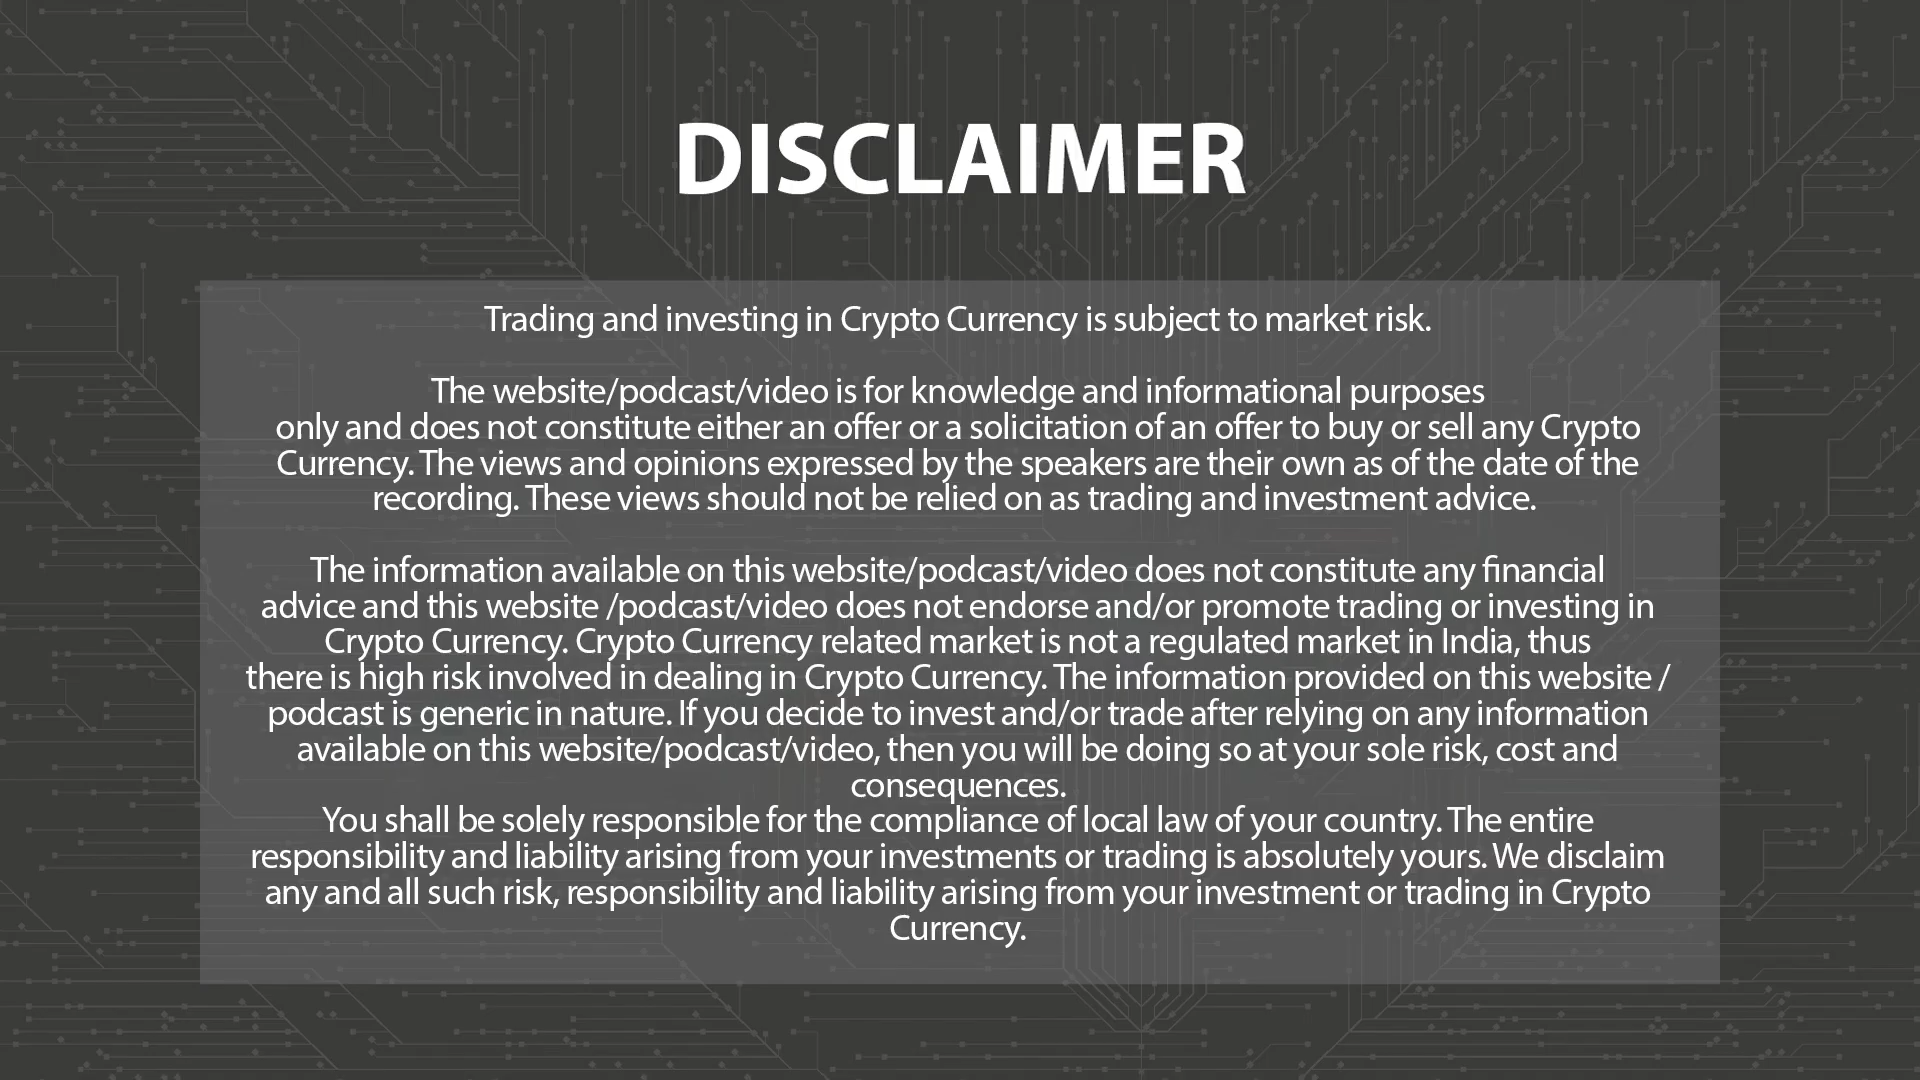 DISCLAIMER
Trading and investing in Crypto Currency is subject to market risk.
The website/podcast/video is for knowledge and informational purposes
only and does not constitute either an offer or a solicitation of an offer to buy or sell any Crypto
Currency. The views and opinions expressed by the speakers are their own as of the date of the
recording. These views should not be relied on as trading and investment advice.
The information available on this website/podcast/video does not constitute any financial
advice and this website /podcast/video does not endorse and/or promote trading or investing in
Crypto Currency. Crypto Currency related market is not a regulated market in India, thus
there is high risk involved in dealing in Crypto Currency. The information provided on this website /
podcast is generic in nature. If you decide to invest and/or trade after relying on any information
available on this website/podcast/video, then you will be doing so at your sole risk, cost and
consequences.
You shall be solely responsible for the compliance of local law of your country. The entire
responsibility and liability arising from your investments or trading is absolutely yours. We disclaim
any and all such risk, responsibility and liability arising from your investment or trading in Crypto
Currency.